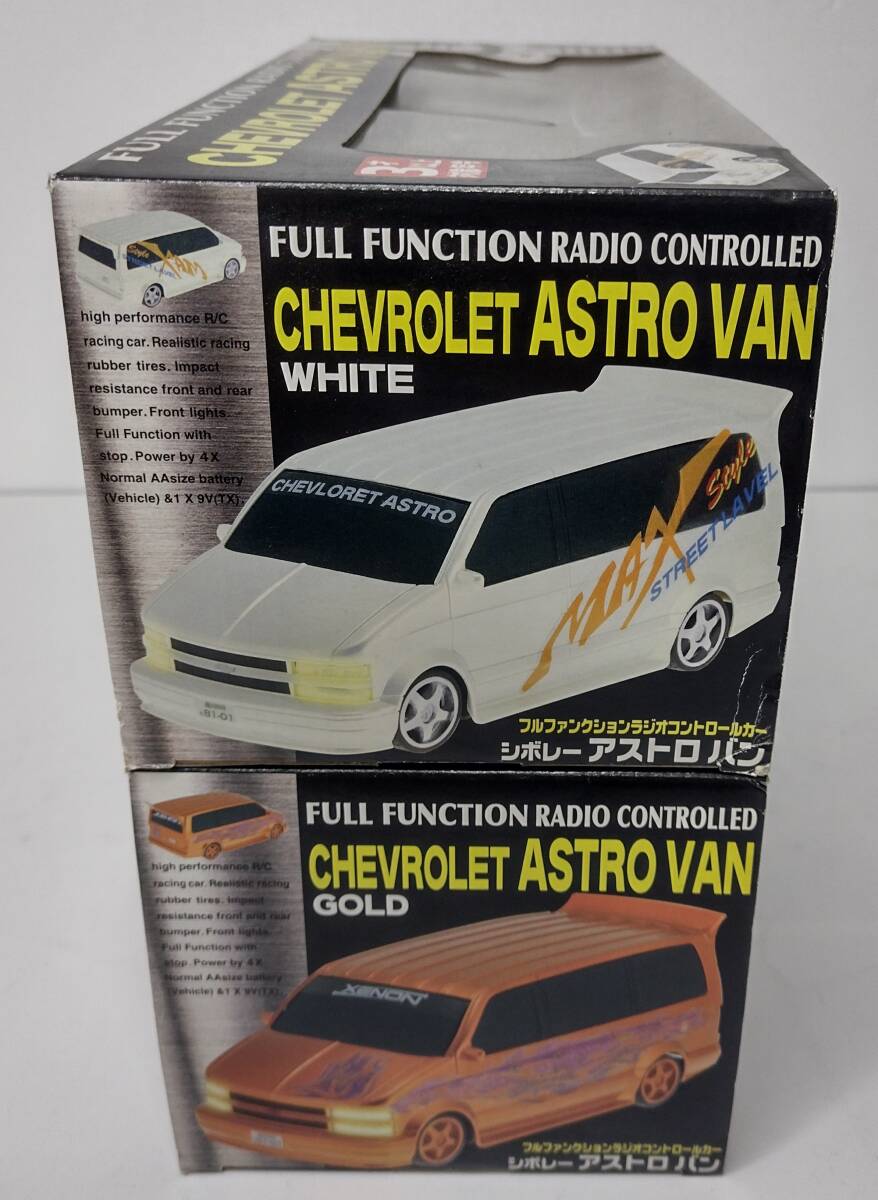 FULL FUNCTION
CHEVROLET ASTRO
FULL FUNCTION RADIO CONTROLLED
CHEVROLET ASTRO VAN
WHITE
high performance R/C
racing car. Realistic racing
rubber tires. Impact
resistance front and rear
bumper. Front lights.
Full Function with
stop. Power by 4X
Normal AAsize battery
(Vehicle) &1 X 9V(TX).
CHEVLORET ASTRO
MAX Style
STREET LAVEL
81-01
フルファンクションラジオコントロールカー
シボレー アストロ バン
FULL FUNCTION RADIO CONTROLLED
CHEVROLET ASTRO VAN
GOLD
high performance R/C
racing car. Realistic racing
rubber tires. Impact
resistance front and rear
bumper. Front lights.
Full Function with
stop. Power by 4X
Normal AAsize battery
(Vehicle) &1 X 9V(TX).
XENON
フルファンクションラジオコントロールカー
シボレー アストロ バン